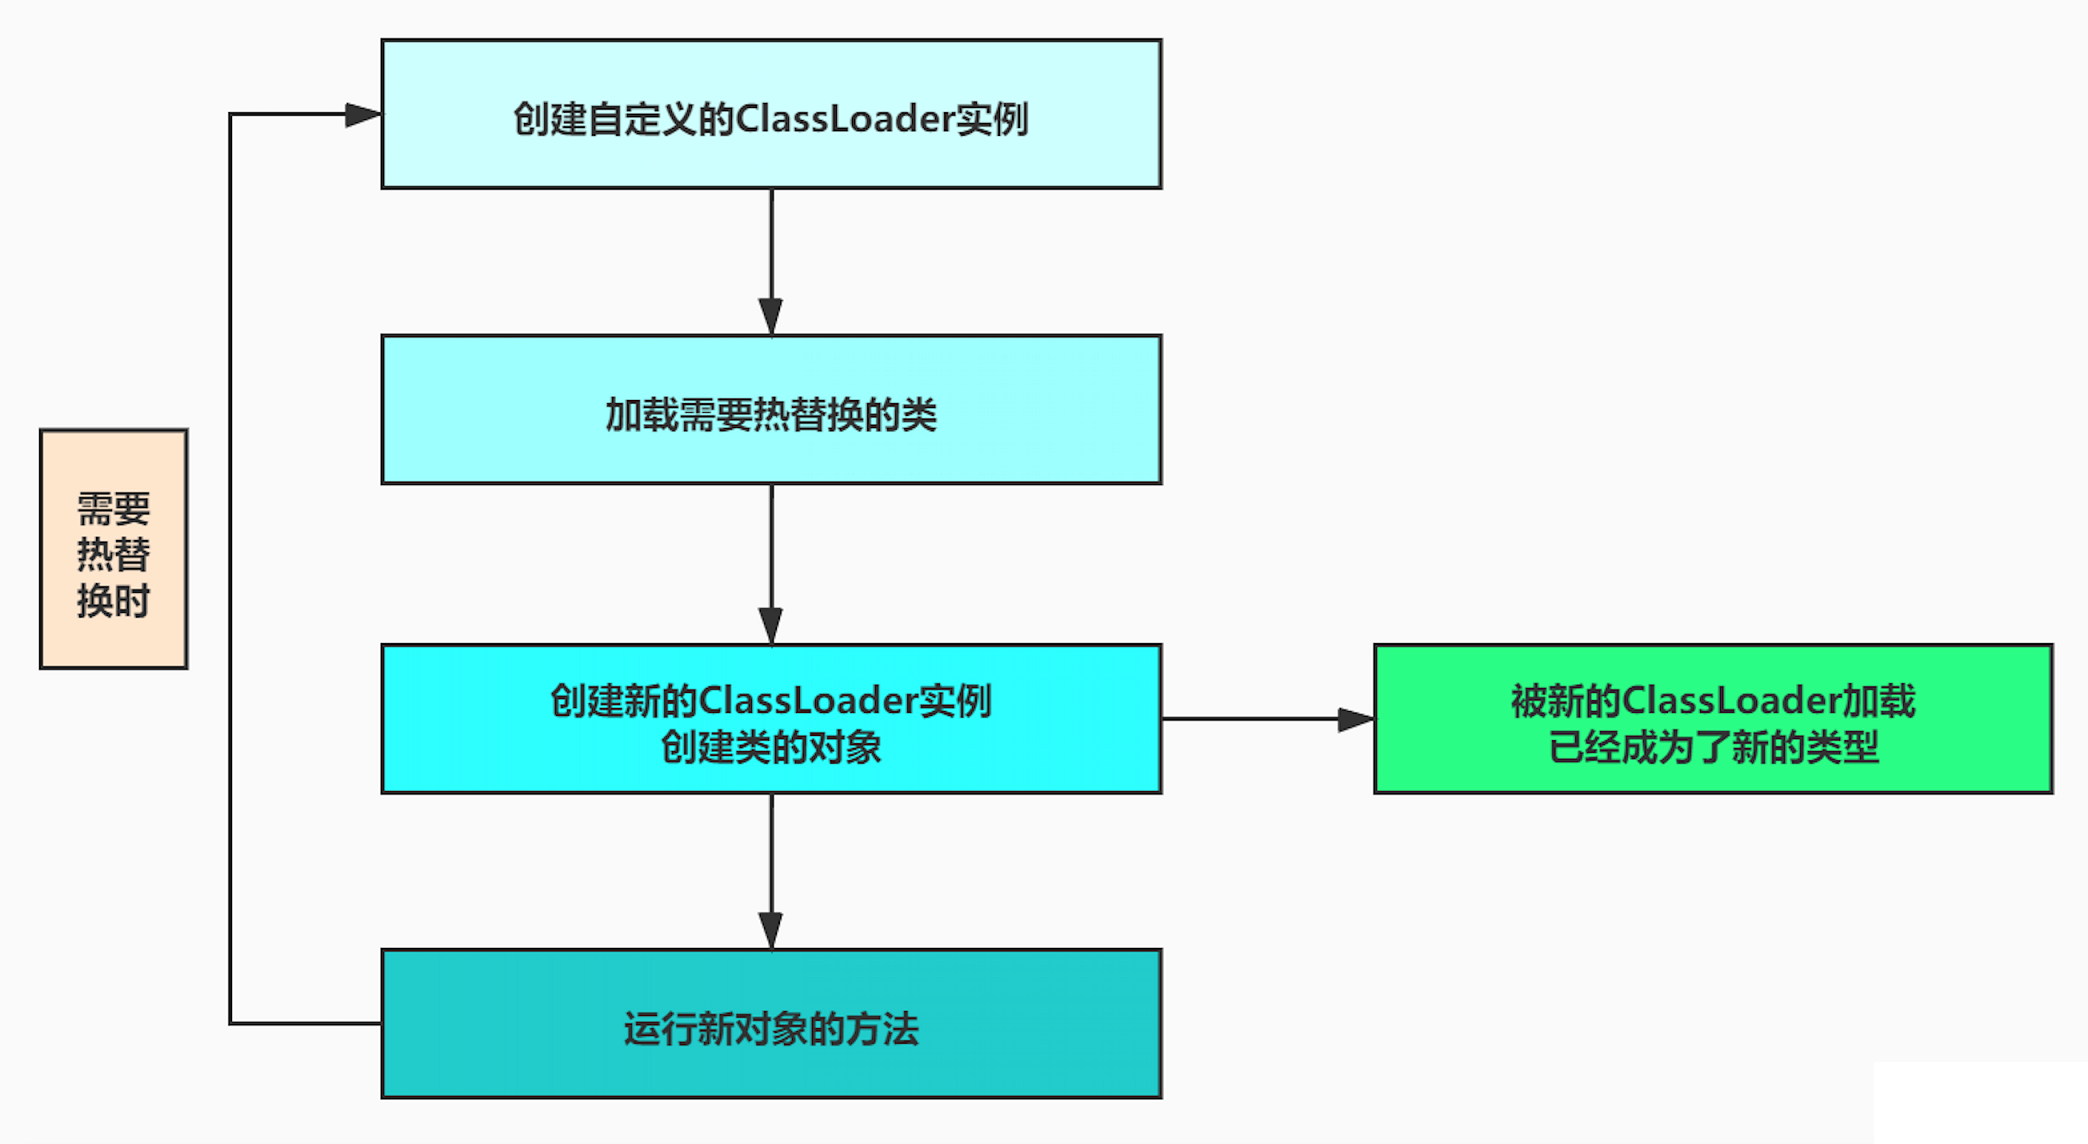 创建自定义的ClassLoader实例
加载需要热替换的类
需要
热替
换时
创建新的ClassLoader实例
创建类的对象
被新的ClassLoader加载
已经成为了新的类型
运行新对象的方法